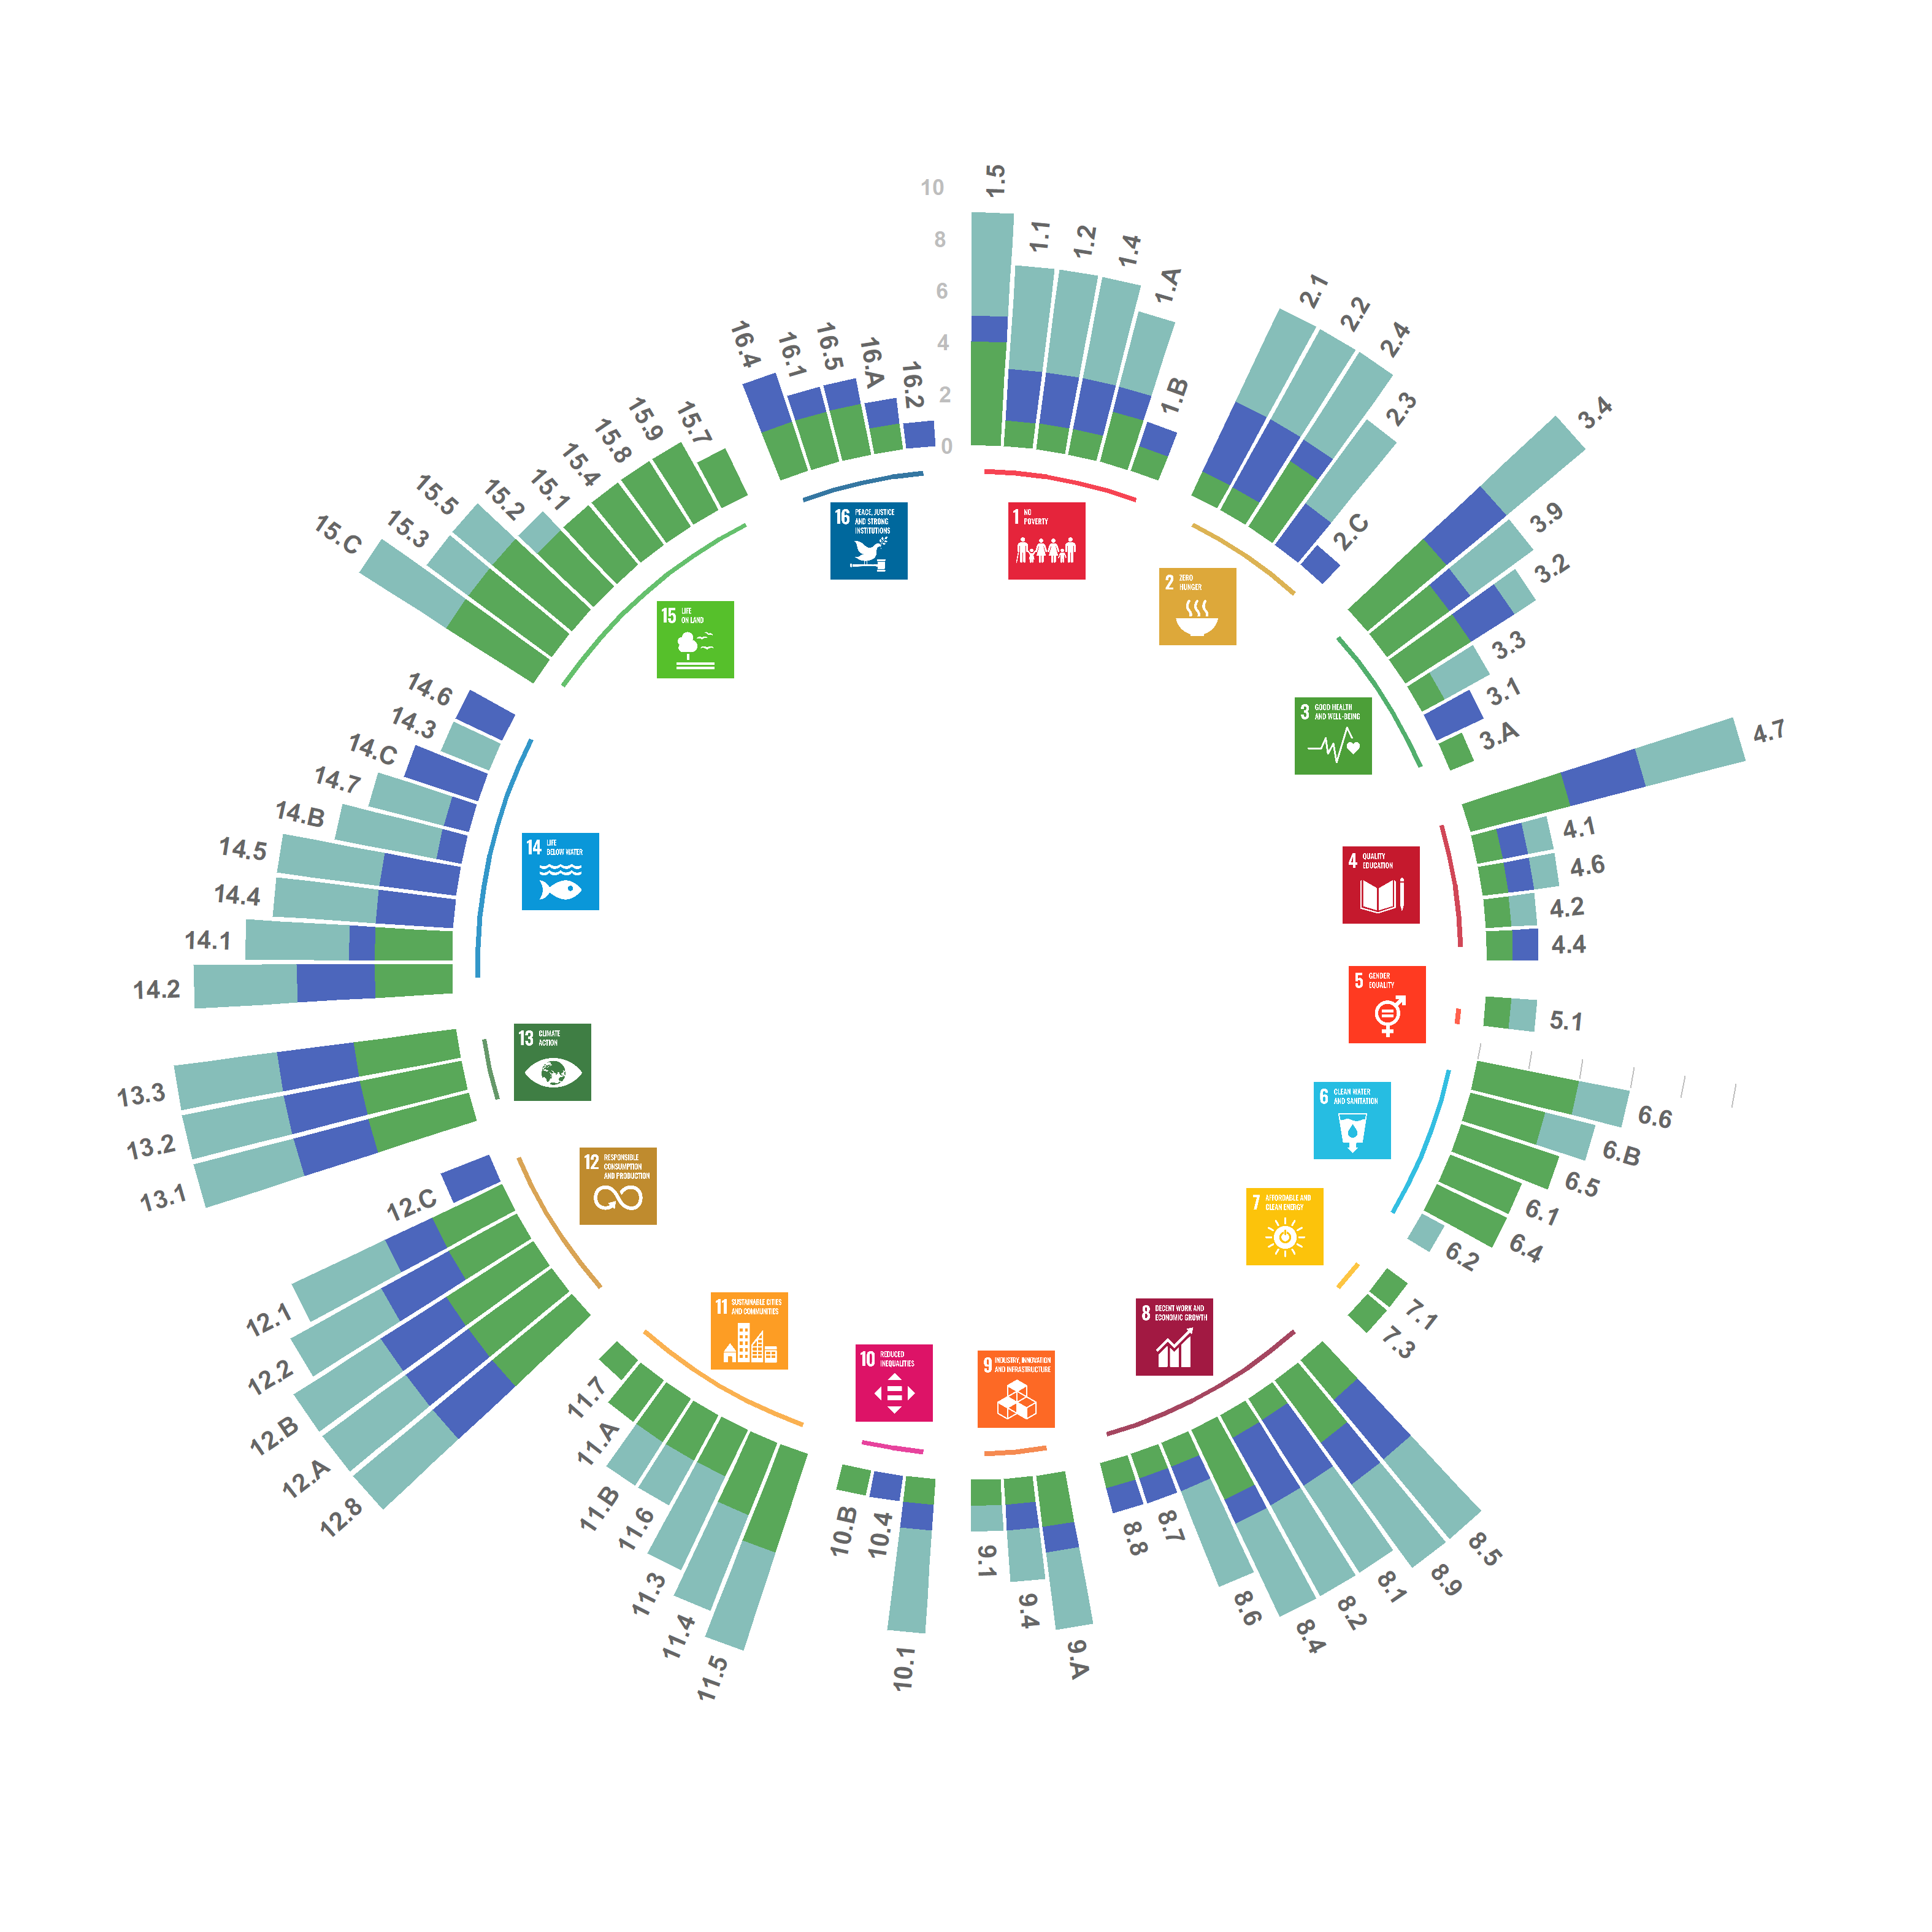 10
8
6
4
2
0
1.5
1.1
1.2
1.4
1.A
1.B
2.1
2.2
2.4
2.3
2.C
3.4
3.9
3.2
3.3
3.1
3.A
4.7
4.1
4.6
4.2
4.4
5.1
6.6
6.B
6.5
6.1
6.4
6.2
7.1
7.3
8.5
8.9
8.1
8.2
8.4
8.6
8.7
8.8
9.A
9.4
9.1
10.1
10.4
10.B
11.5
11.4
11.3
11.6
11.B
11.A
11.7
12.8
12.A
12.B
12.2
12.1
12.C
13.1
13.2
13.3
14.2
14.1
14.4
14.5
14.B
14.7
14.C
14.3
14.6
15.C
15.3
15.5
15.2
15.1
15.4
15.8
15.9
15.7
16.4
16.1
16.5
16.A
16.2
1 NO
POVERTY
2 ZERO
HUNGER
3 GOOD HEALTH
AND WELL-BEING
4 QUALITY
EDUCATION
5 GENDER
EQUALITY
6 CLEAN WATER
AND SANITATION
7 AFFORDABLE AND
CLEAN ENERGY
8 DECENT WORK AND
ECONOMIC GROWTH
9 INDUSTRY, INNOVATION
AND INFRASTRUCTURE
10 REDUCED
INEQUALITIES
11 SUSTAINABLE CITIES
AND COMMUNITIES
12 RESPONSIBLE
CONSUMPTION
AND PRODUCTION
13 CLIMATE
ACTION
14 LIFE
BELOW WATER
15 LIFE
ON LAND
16 PEACE, JUSTICE
AND STRONG
INSTITUTIONS